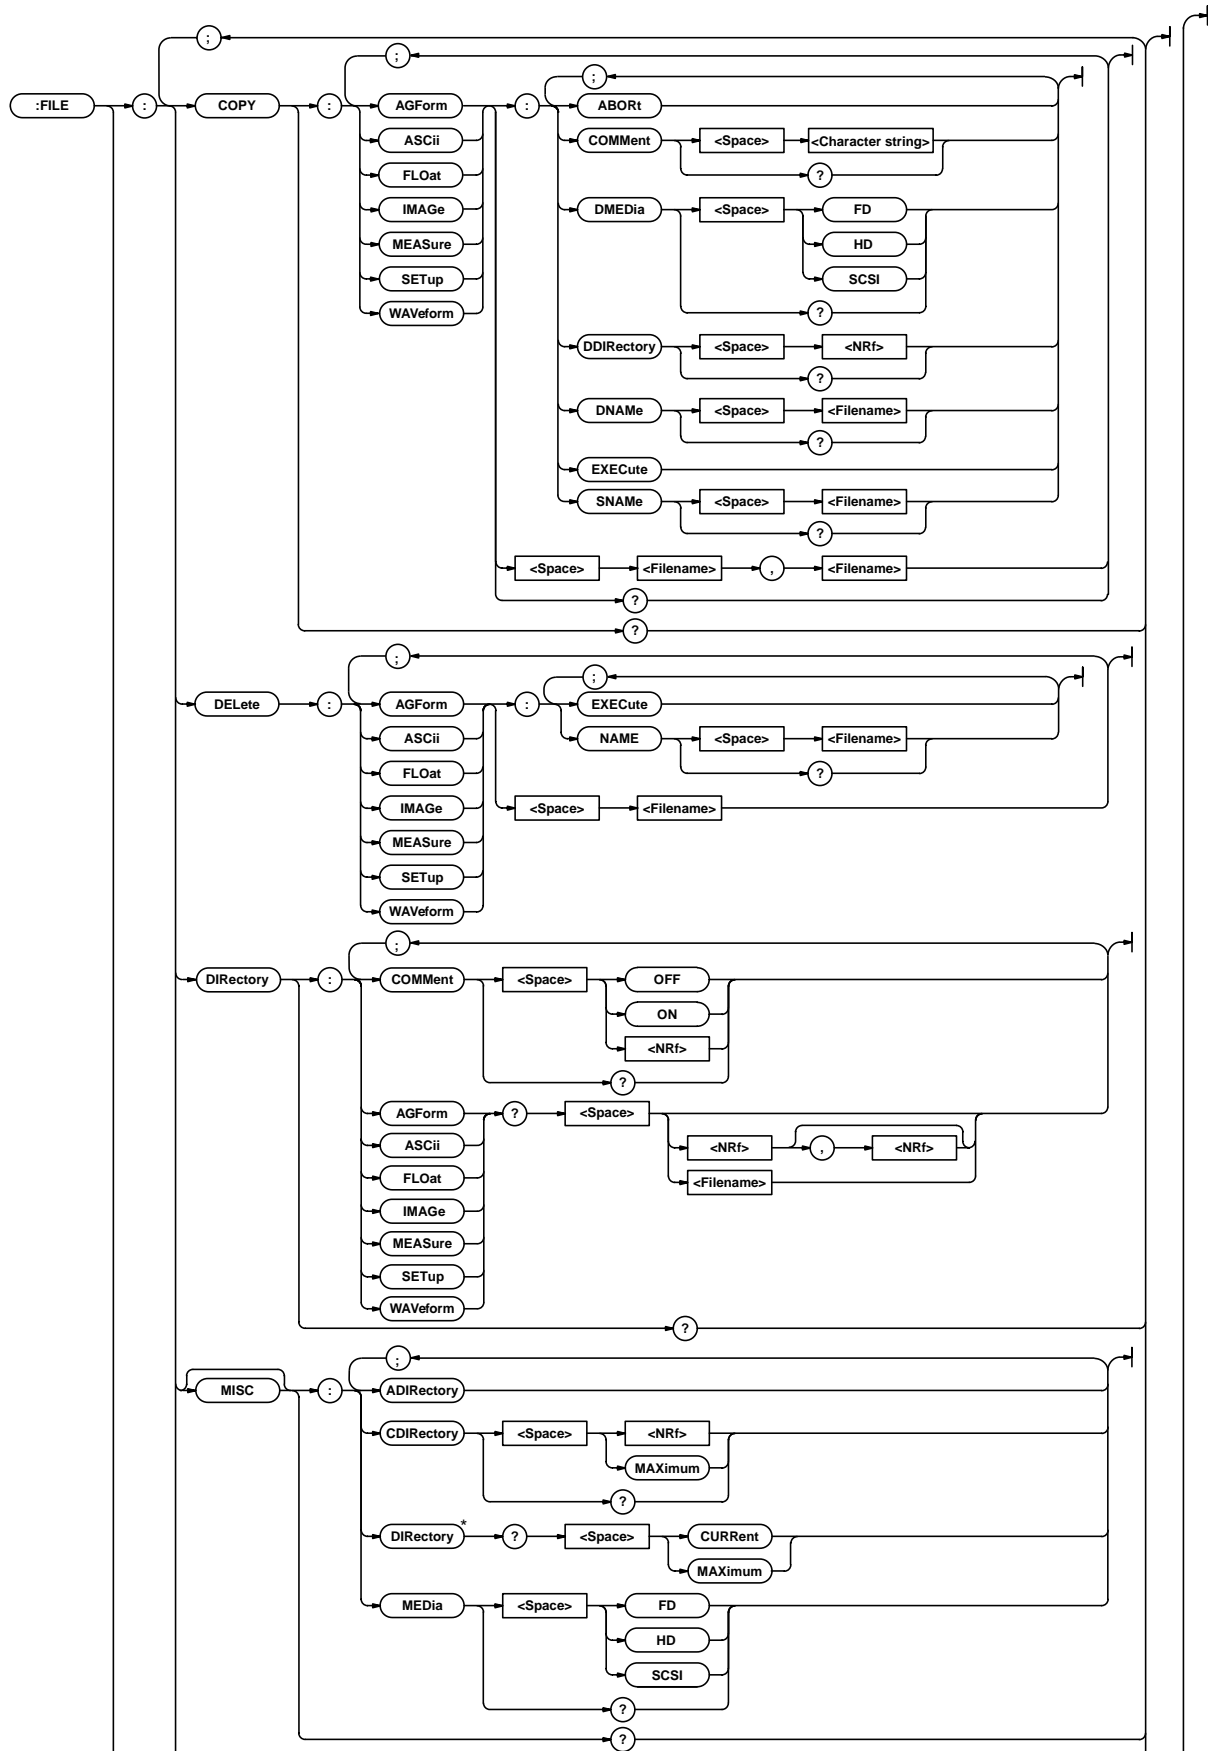 ;
;
;
:FILE : COPY : AGForm : ABORt
ASCii COMMent <Space> <Character string>
FLOat ?
IMAGe DMEDia <Space> FD
MEASure HD
SETup SCSI
WAVeform ?
DDIRectory <Space> <NRf>
?
DNAMe <Space> <Filename>
?
EXECute
SNAMe <Space> <Filename>
?
<Space> <Filename> , <Filename>
?
?
;
;
DELete : AGForm : EXECute
ASCii NAME <Space> <Filename>
FLOat ?
IMAGe <Space> <Filename>
MEASure
SETup
WAVeform
;
DIRectory : COMMent <Space> OFF
ON
<NRf>
?
AGForm ? <Space>
ASCii <NRf> , <NRf>
FLOat <Filename>
IMAGe
MEASure
SETup
WAVeform
?
;
MISC : ADIRectory
CDIRectory <Space> <NRf>
MAXimum
?
DIRectory * ? <Space> CURRent
MAXimum
MEDia <Space> FD
HD
SCSI
?
?